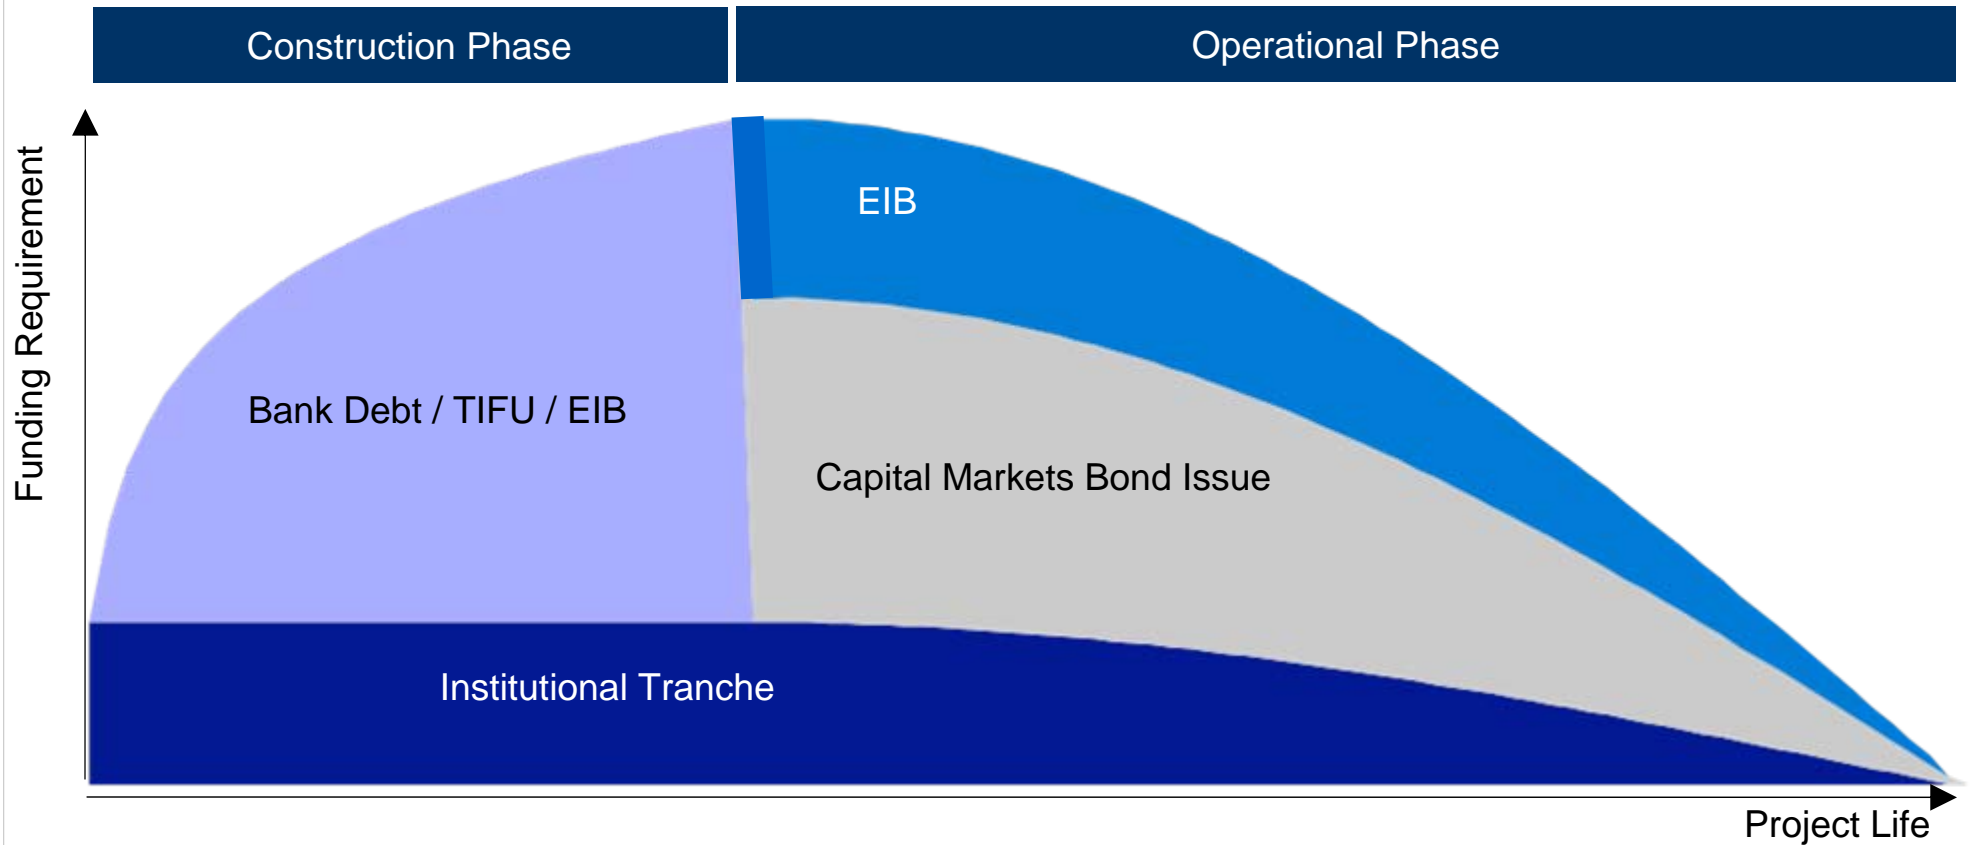 Construction Phase
Operational Phase
Funding Requirement
EIB
Bank Debt / TIFU / EIB
Capital Markets Bond Issue
Institutional Tranche
Project Life